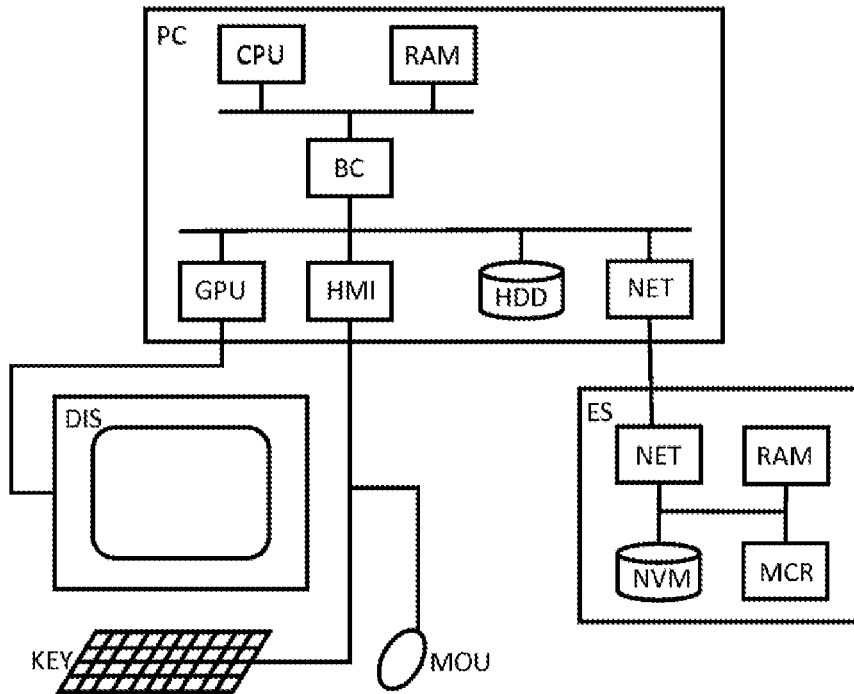 PC
CPU
RAM
BC
GPU
HMI
HDD
NET
DIS
ES
NET
RAM
NVM
MCR
KEY
MOU